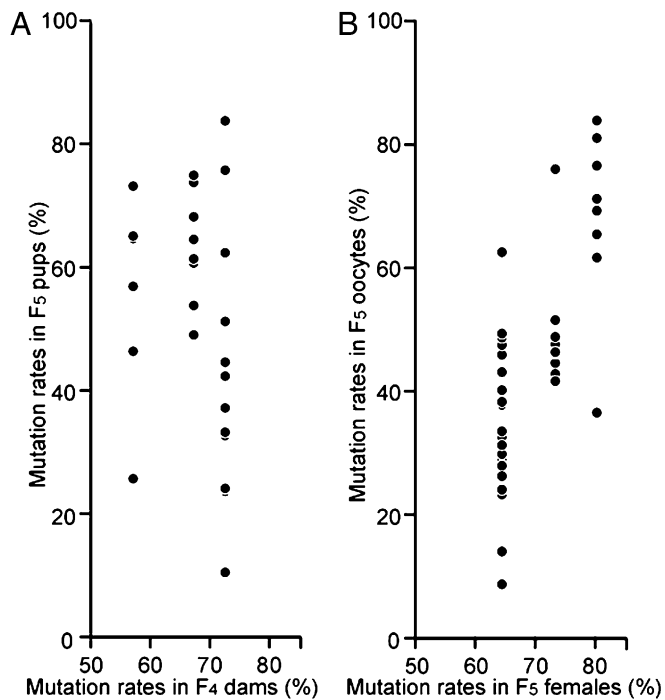 A
Mutation rates in F5 pups (%)
100
80
60
40
20
0
50 60 70 80
Mutation rates in F4 dams (%)
B
Mutation rates in F5 oocytes (%)
100
80
60
40
20
0
50 60 70 80
Mutation rates in F5 females (%)